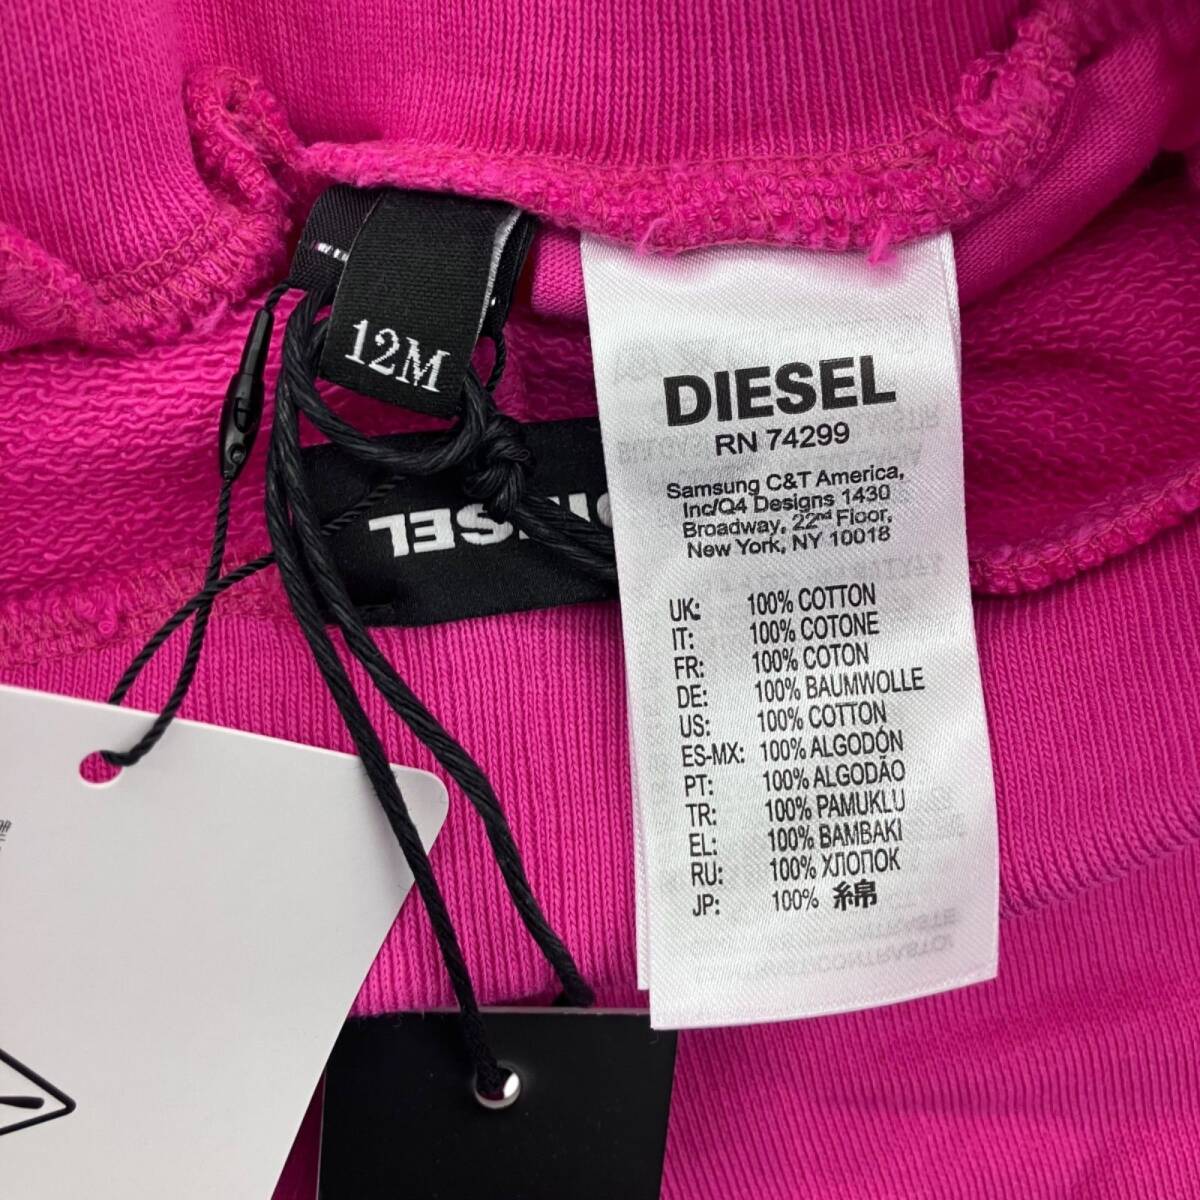 12M
DIESEL
DIESEL
RN 74299
Samsung C&T America,
Inc/Q4 Designs 1430
Broadway, 22nd Floor,
New York, NY 10018
UK: 100% COTTON
IT: 100% COTONE
FR: 100% COTON
DE: 100% BAUMWOLLE
US: 100% COTTON
ES-MX: 100% ALGODÓN
PT: 100% ALGODÃO
TR: 100% PAMUKLU
EL: 100% BAMBAKI
RU: 100% ХЛОПОК
JP: 100% 綿